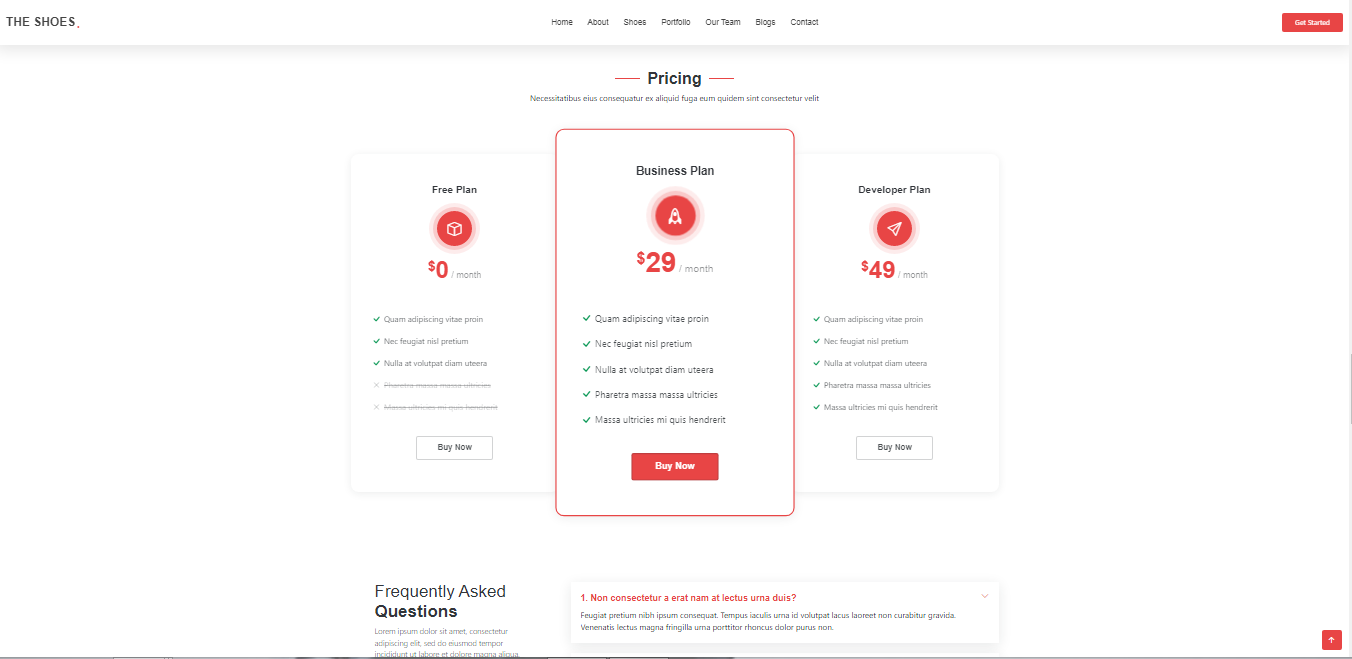 THE SHOES.
Home About Shoes Portfolio Our Team Blogs Contact
Get Started
Pricing
Necessitatibus eius consequatur ex aliquid fuga eum quidem sint consectetur velit
Free Plan
$0 / month
Quam adipiscing vitae proin
Nec feugiat nisl pretium
Nulla at volutpat diam uteera
Pharetra massa massa ultricies
Massa ultricies mi quis hendrerit
Buy Now
Business Plan
$29 / month
Quam adipiscing vitae proin
Nec feugiat nisl pretium
Nulla at volutpat diam uteera
Pharetra massa massa ultricies
Massa ultricies mi quis hendrerit
Buy Now
Developer Plan
$49 / month
Quam adipiscing vitae proin
Nec feugiat nisl pretium
Nulla at volutpat diam uteera
Pharetra massa massa ultricies
Massa ultricies mi quis hendrerit
Buy Now
Frequently Asked
Questions
Lorem ipsum dolor sit amet, consectetur
adipiscing elit, sed do eiusmod tempor
incididunt ut labore et dolore magna aliqua.
1. Non consectetur a erat nam at lectus urna duis?
Feugiat pretium nibh ipsum consequat. Tempus iaculis urna id volutpat lacus laoreet non curabitur gravida.
Venenatis lectus magna fringilla urna porttitor rhoncus dolor purus non.